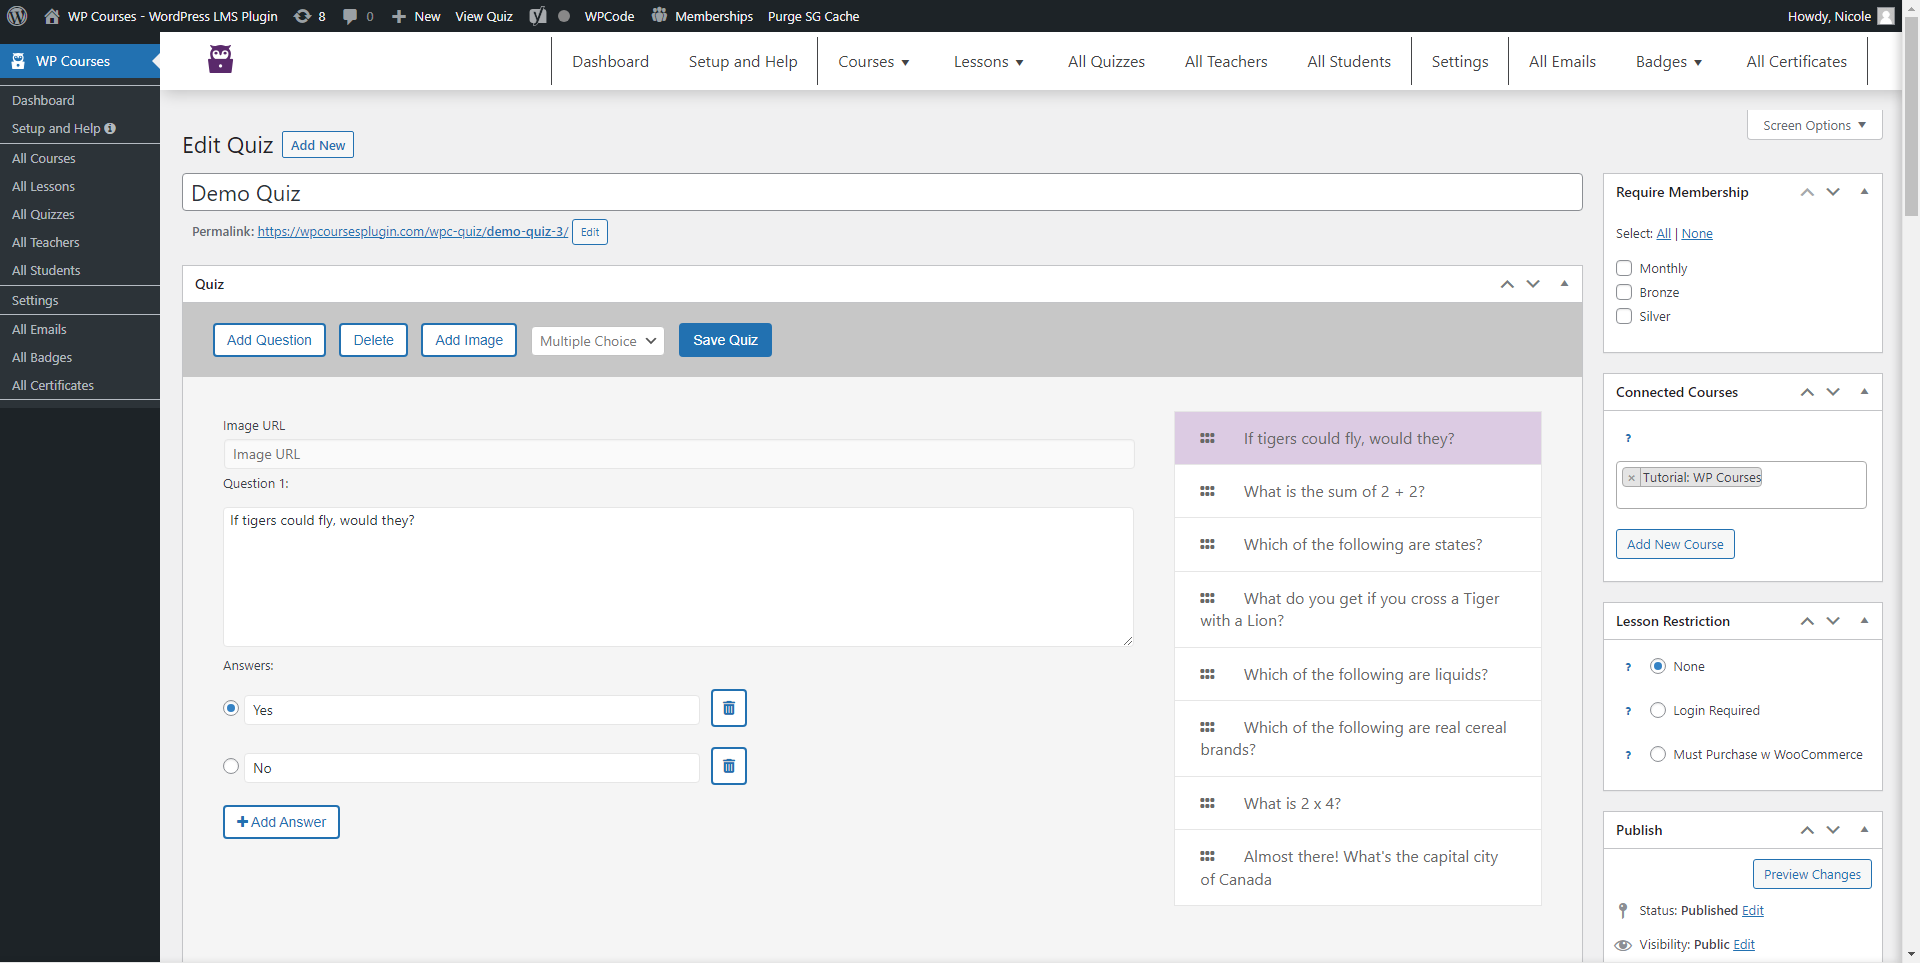 WP Courses - WordPress LMS Plugin 8 0 New View Quiz WPCode Memberships Purge SG Cache Howdy, Nicole
WP Courses
Dashboard
Setup and Help
All Courses
All Lessons
All Quizzes
All Teachers
All Students
Settings
All Emails
All Badges
All Certificates
Dashboard Setup and Help Courses Lessons All Quizzes All Teachers All Students Settings All Emails Badges All Certificates
Screen Options
Edit Quiz Add New
Demo Quiz
Permalink: https://wpcoursesplugin.com/wpc-quiz/demo-quiz-3/ Edit
Quiz
Add Question Delete Add Image Multiple Choice Save Quiz
Image URL
Image URL
Question 1:
If tigers could fly, would they?
Answers:
Yes
No
Add Answer
If tigers could fly, would they?
What is the sum of 2 + 2?
Which of the following are states?
What do you get if you cross a Tiger
with a Lion?
Which of the following are liquids?
Which of the following are real cereal
brands?
What is 2 x 4?
Almost there! What's the capital city
of Canada
Require Membership
Select: All | None
Monthly
Bronze
Silver
Connected Courses
?
× Tutorial: WP Courses
Add New Course
Lesson Restriction
? None
? Login Required
? Must Purchase w WooCommerce
Publish
Preview Changes
Status: Published Edit
Visibility: Public Edit